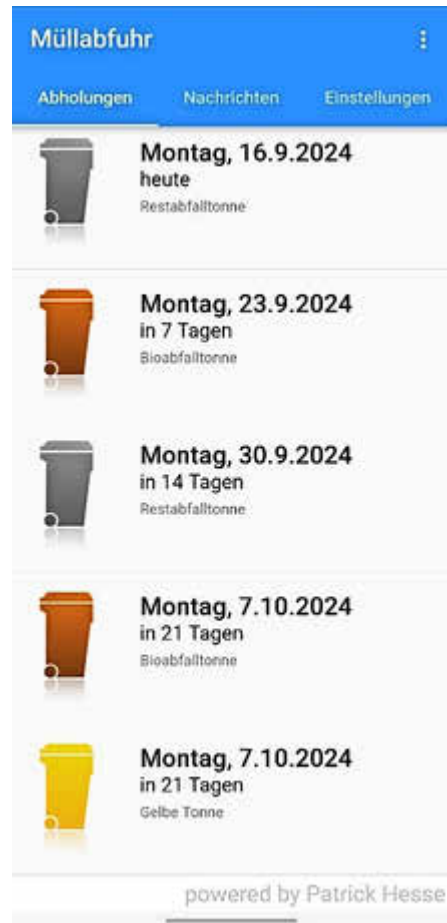 Müllabfuhr
Abholungen Nachrichten Einstellungen
Montag, 16.9.2024
heute
Restabfalltonne
Montag, 23.9.2024
in 7 Tagen
Bioabfalltonne
Montag, 30.9.2024
in 14 Tagen
Restabfalltonne
Montag, 7.10.2024
in 21 Tagen
Bioabfalltonne
Montag, 7.10.2024
in 21 Tagen
Gelbe Tonne
powered by Patrick Hesse